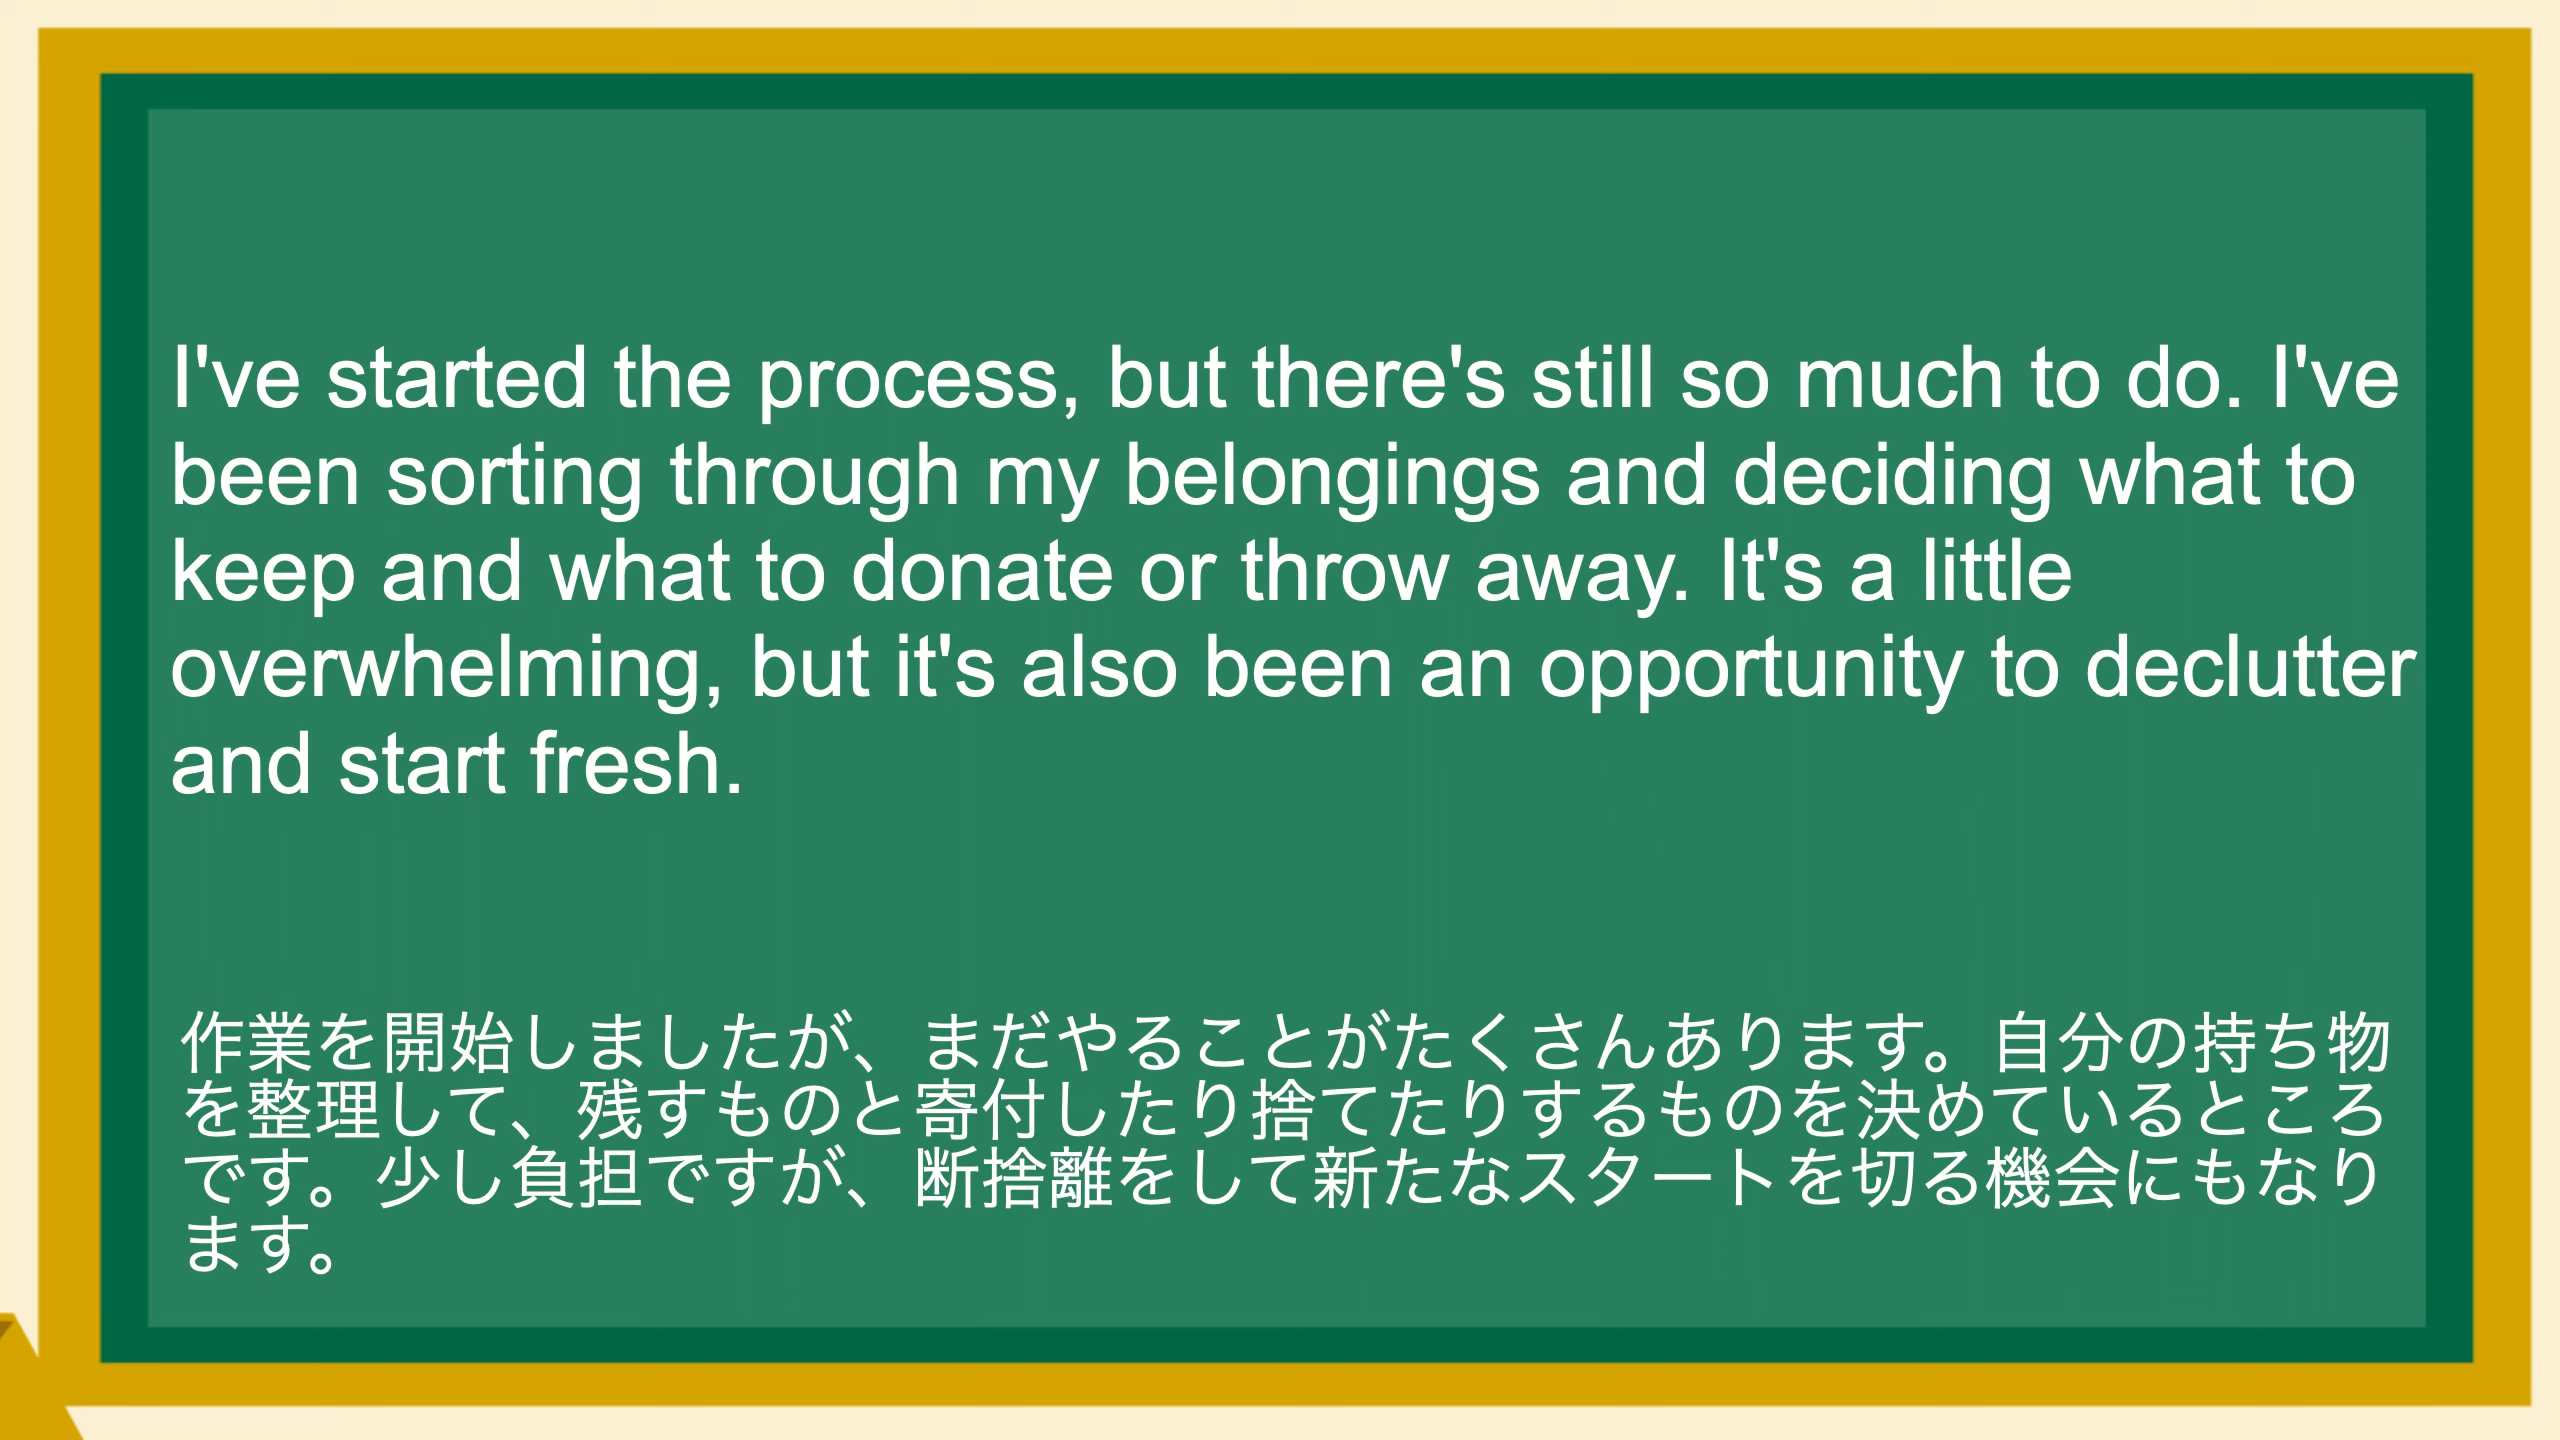 I've started the process, but there's still so much to do. I've
been sorting through my belongings and deciding what to
keep and what to donate or throw away. It's a little
overwhelming, but it's also been an opportunity to declutter
and start fresh.
作業を開始しましたが、まだやることがたくさんあります。自分の持ち物
を整理して、残すものと寄付したり捨てたりするものを決めているところ
です。少し負担ですが、断捨離をして新たなスタートを切る機会にもなり
ます。